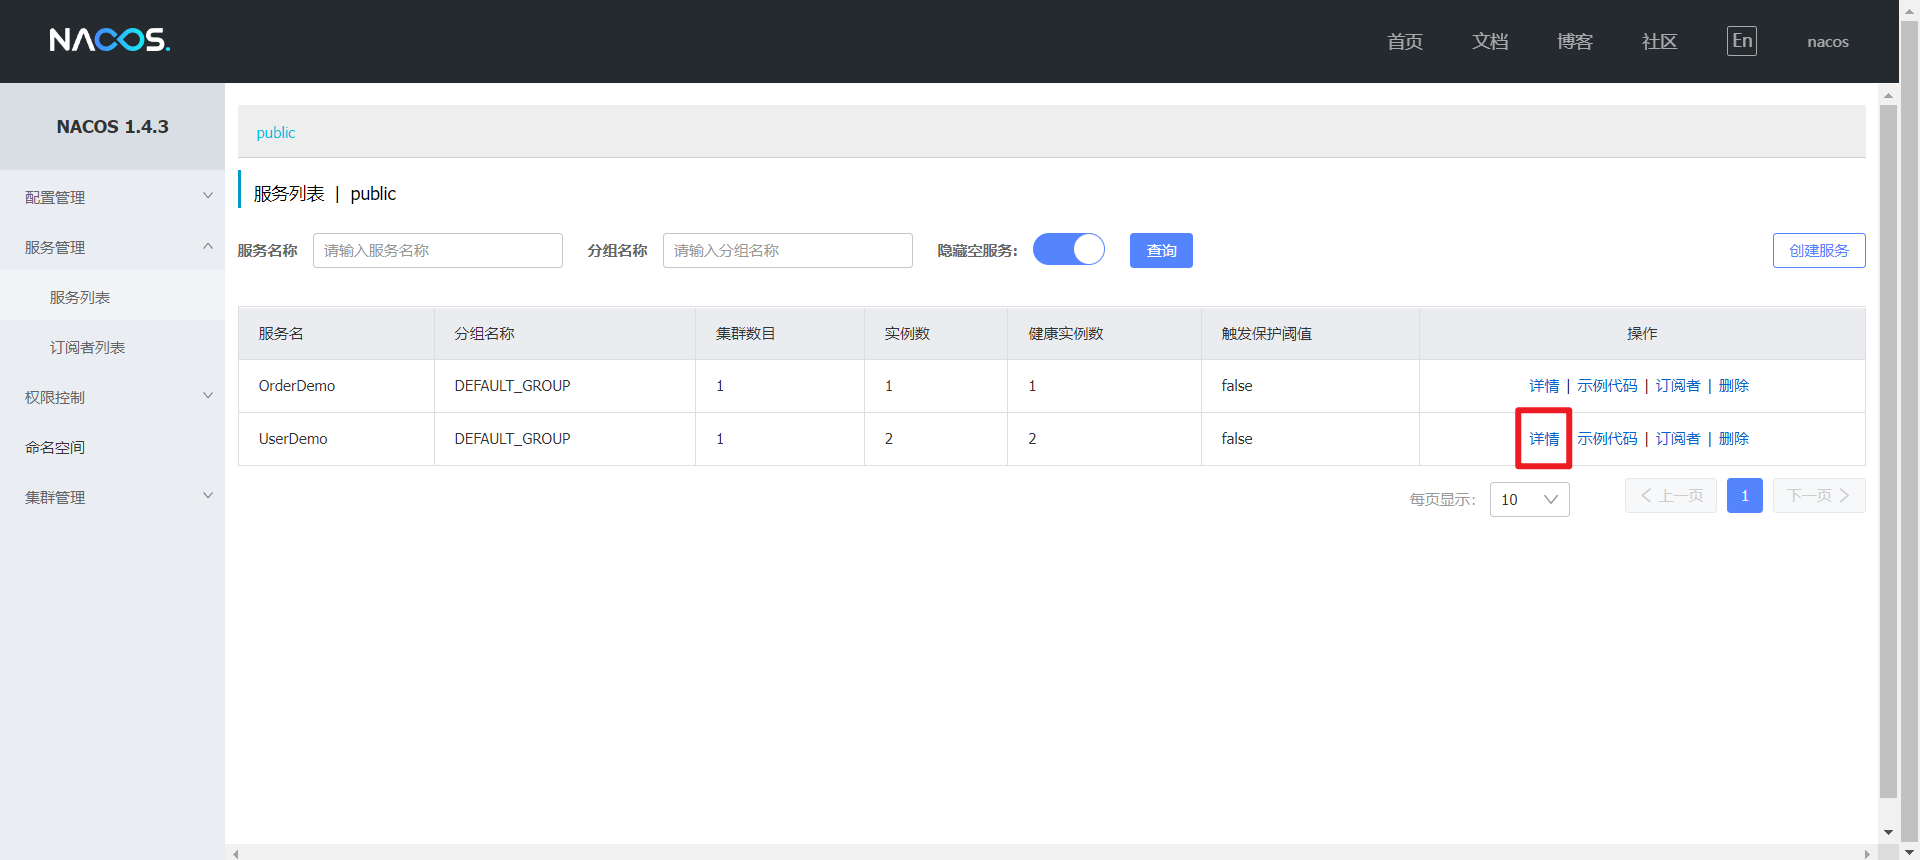 NACOS. 首页 文档 博客 社区 En nacos
NACOS 1.4.3
配置管理
服务管理
服务列表
订阅者列表
权限控制
命名空间
集群管理
public
服务列表 | public
服务名称 请输入服务名称 分组名称 请输入分组名称 隐藏空服务: 查询 创建服务
服务名 分组名称 集群数目 实例数 健康实例数 触发保护阈值 操作
OrderDemo DEFAULT_GROUP 1 1 1 false 详情 | 示例代码 | 订阅者 | 删除
UserDemo DEFAULT_GROUP 1 2 2 false 详情 示例代码 | 订阅者 | 删除
每页显示: 10 上一页 1 下一页